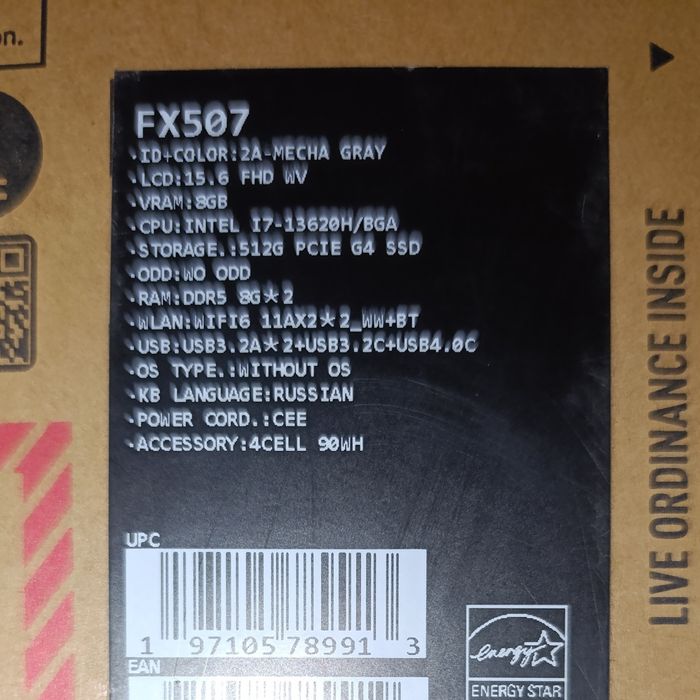 on.
FX507
·ID+COLOR:2A-MECHA GRAY
·LCD:15.6 FHD WV
·VRAM:8GB
·CPU:INTEL I7-13620H/BGA
·STORAGE.:512G PCIE G4 SSD
·ODD:WO ODD
·RAM:DDR5 8G*2
·WLAN:WIFI6 11AX2*2_WW+BT
·USB:USB3.2A*2+USB3.2C+USB4.0C
·OS TYPE.:WITHOUT OS
·KB LANGUAGE:RUSSIAN
·POWER CORD.:CEE
·ACCESSORY:4CELL 90WH
UPC
1 97105 78991 3
EAN
energy
ENERGY STAR
LIVE ORDINANCE INSIDE